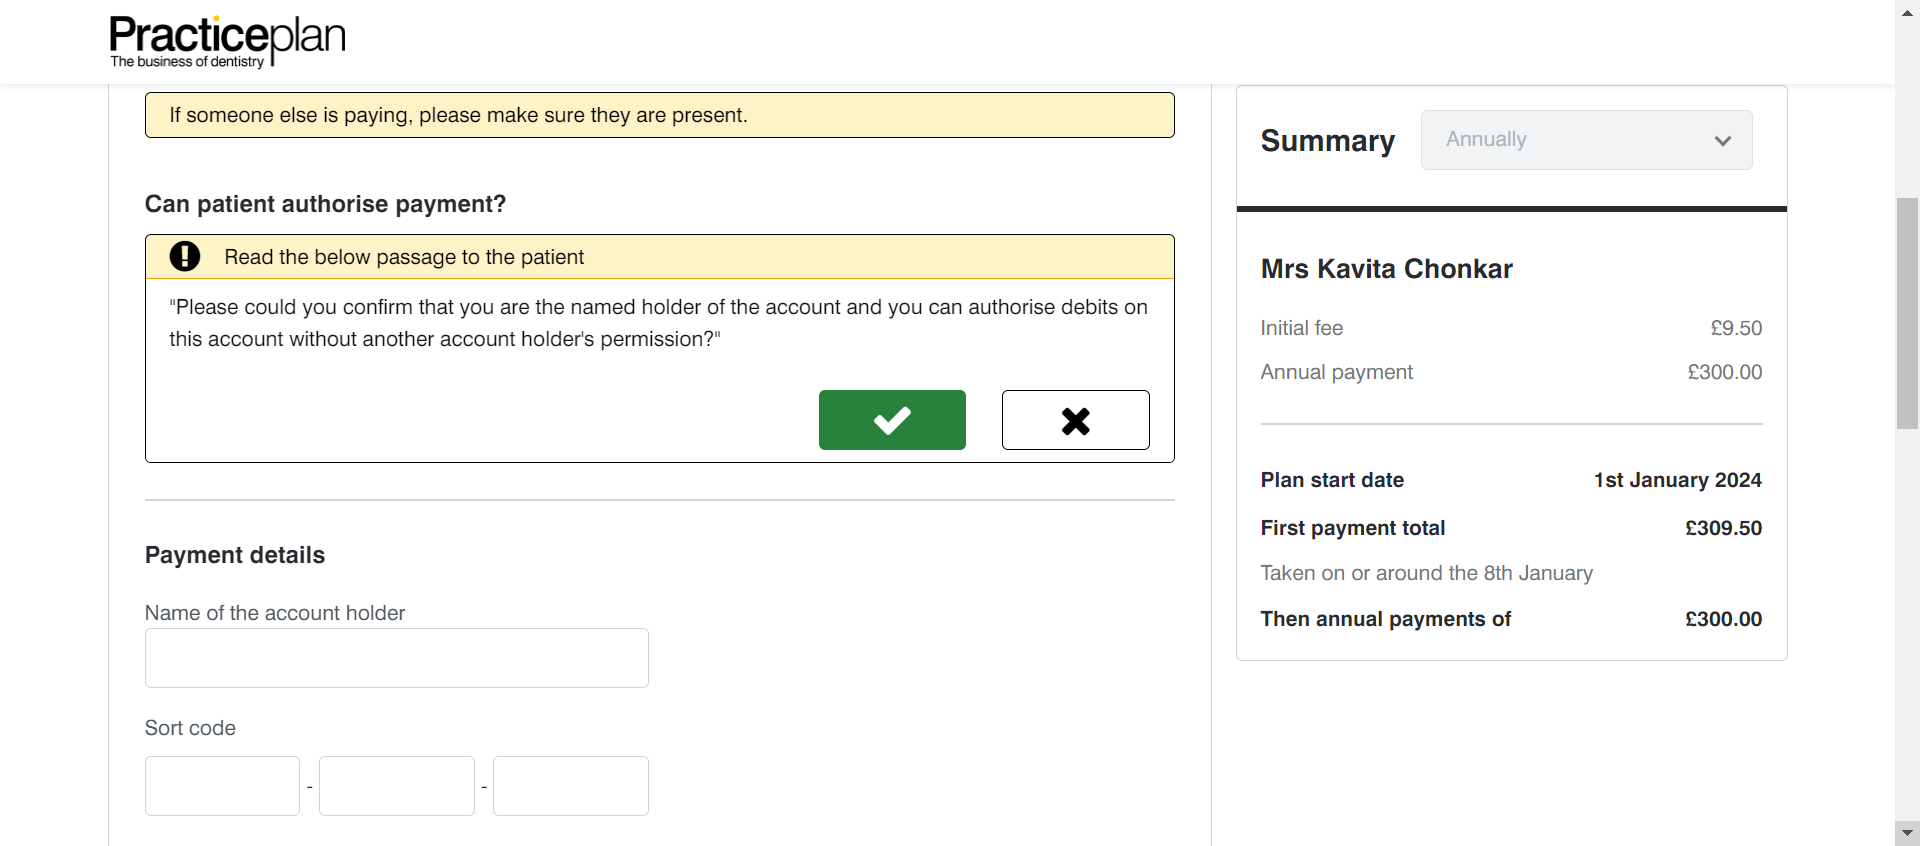 Practiceplan
The business of dentistry
If someone else is paying, please make sure they are present.
Can patient authorise payment?
Read the below passage to the patient
"Please could you confirm that you are the named holder of the account and you can authorise debits on
this account without another account holder's permission?"
Payment details
Name of the account holder
Sort code
-
-
Summary
Annually
Mrs Kavita Chonkar
Initial fee £9.50
Annual payment £300.00
Plan start date 1st January 2024
First payment total £309.50
Taken on or around the 8th January
Then annual payments of £300.00